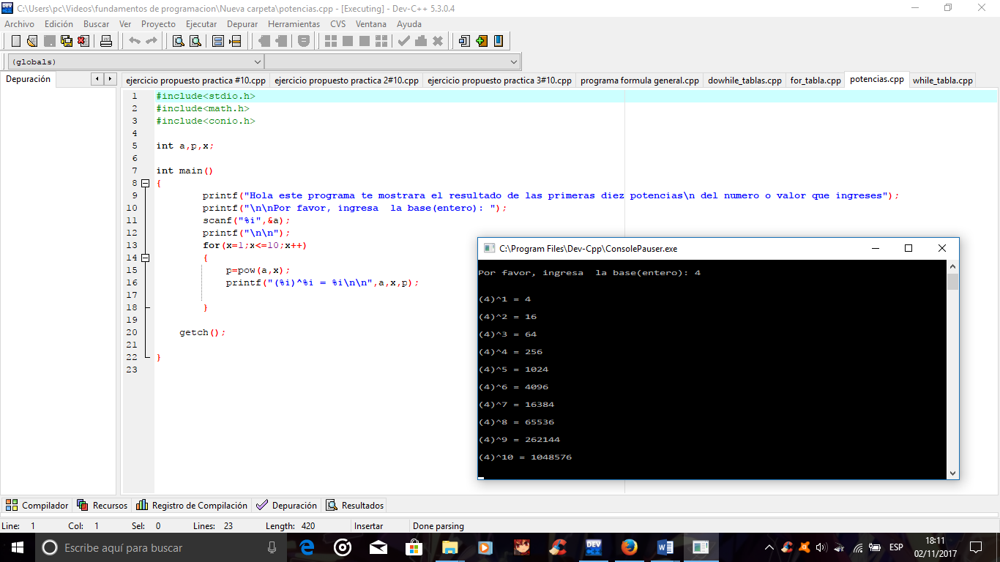 C:\Users\pc\Videos\fundamentos de programacion\Nueva carpeta\potencias.cpp - [Executing] - Dev-C++ 5.3.0.4
Archivo Edición Buscar Ver Proyecto Ejecutar Depurar Herramientas CVS Ventana Ayuda
(globals)
Depuración
ejercicio propuesto practica #10.cpp ejercicio propuesto practica 2#10.cpp ejercicio propuesto practica 3#10.cpp programa formula general.cpp dowhile_tablas.cpp for_tabla.cpp potencias.cpp while_tabla.cpp
1 #include<stdio.h>
2 #include<math.h>
3 #include<conio.h>
4
5 int a,p,x;
6
7 int main()
8 {
9 printf("Hola este programa te mostrara el resultado de las primeras diez potencias\n del numero o valor que ingreses");
10 printf("\n\nPor favor, ingresa  la base(entero): ");
11 scanf("%i",&a);
12 printf("\n\n");
13 for(x=1;x<=10;x++)
14 {
15 p=pow(a,x);
16 printf("(%i)^%i = %i\n\n",a,x,p);
17
18 }
19
20 getch();
21
22 }
23
C:\Program Files\Dev-Cpp\ConsolePauser.exe
Por favor, ingresa  la base(entero): 4
(4)^1 = 4
(4)^2 = 16
(4)^3 = 64
(4)^4 = 256
(4)^5 = 1024
(4)^6 = 4096
(4)^7 = 16384
(4)^8 = 65536
(4)^9 = 262144
(4)^10 = 1048576
Compilador Recursos Registro de Compilación Depuración Resultados
Line: 1 Col: 1 Sel: 0 Lines: 23 Length: 420 Insertar Done parsing
Escribe aquí para buscar
DEV
ESP
18:11
02/11/2017